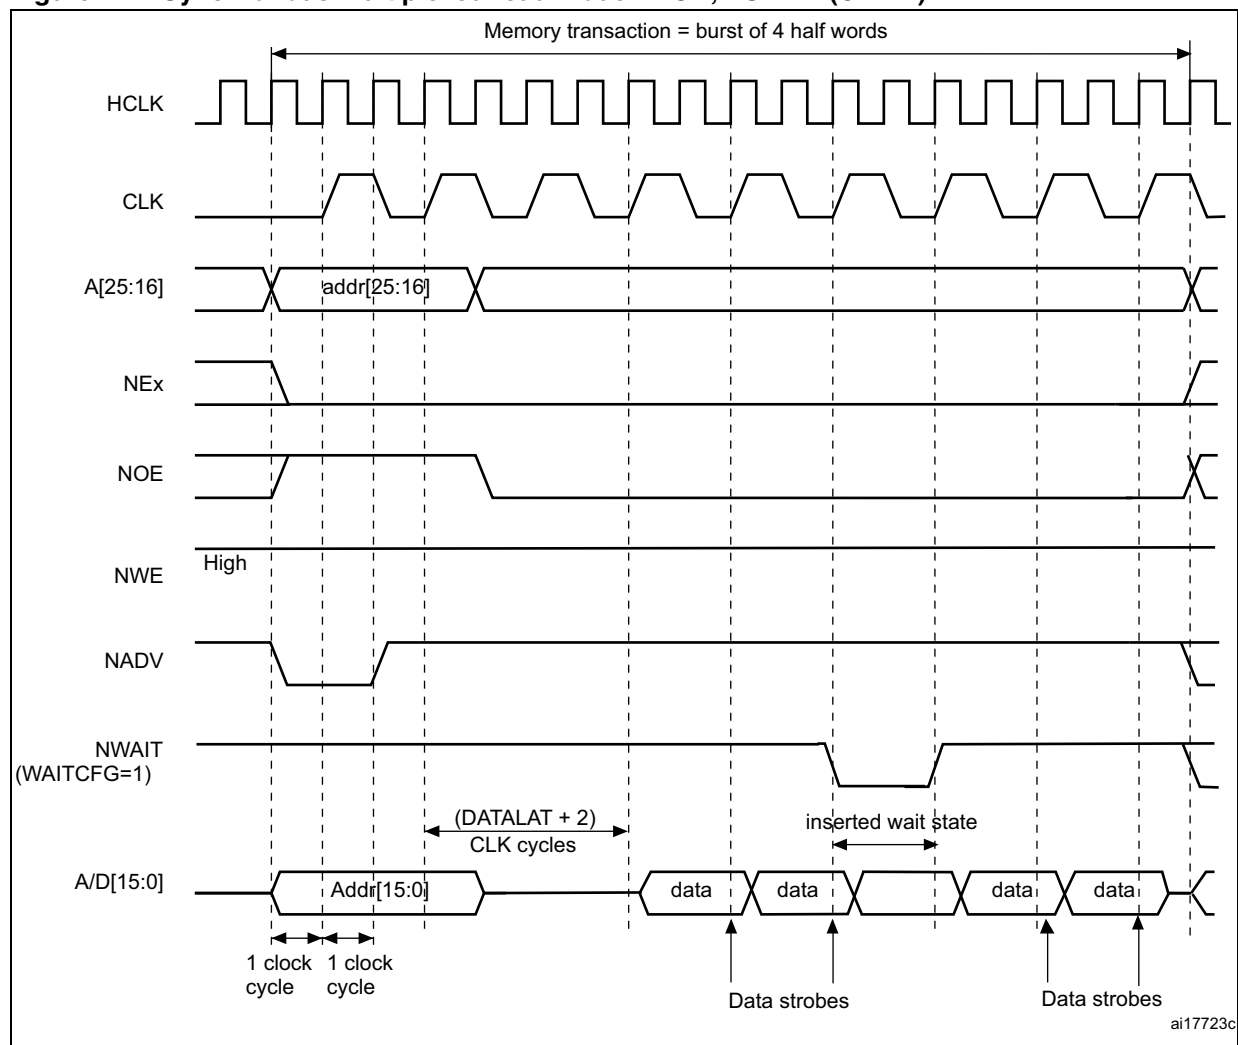 Memory transaction = burst of 4 half words
HCLK
CLK
A[25:16]
addr[25:16]
NEx
NOE
High
NWE
NADV
NWAIT
(WAITCFG=1)
(DATALAT + 2)
CLK cycles
inserted wait state
A/D[15:0]
Addr[15:0]
data
data
data
data
1 clock
cycle
1 clock
cycle
Data strobes
Data strobes
ai17723c